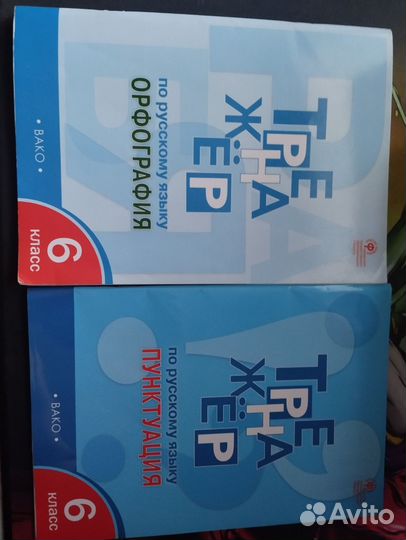 ТРЕ
НА
ЖЁР
по русскому языку
ОРФОГРАФИЯ
• ВАКО •
6
класс
ТРЕ
НА
ЖЁР
по русскому языку
ПУНКТУАЦИЯ
• ВАКО •
6
класс
Avito